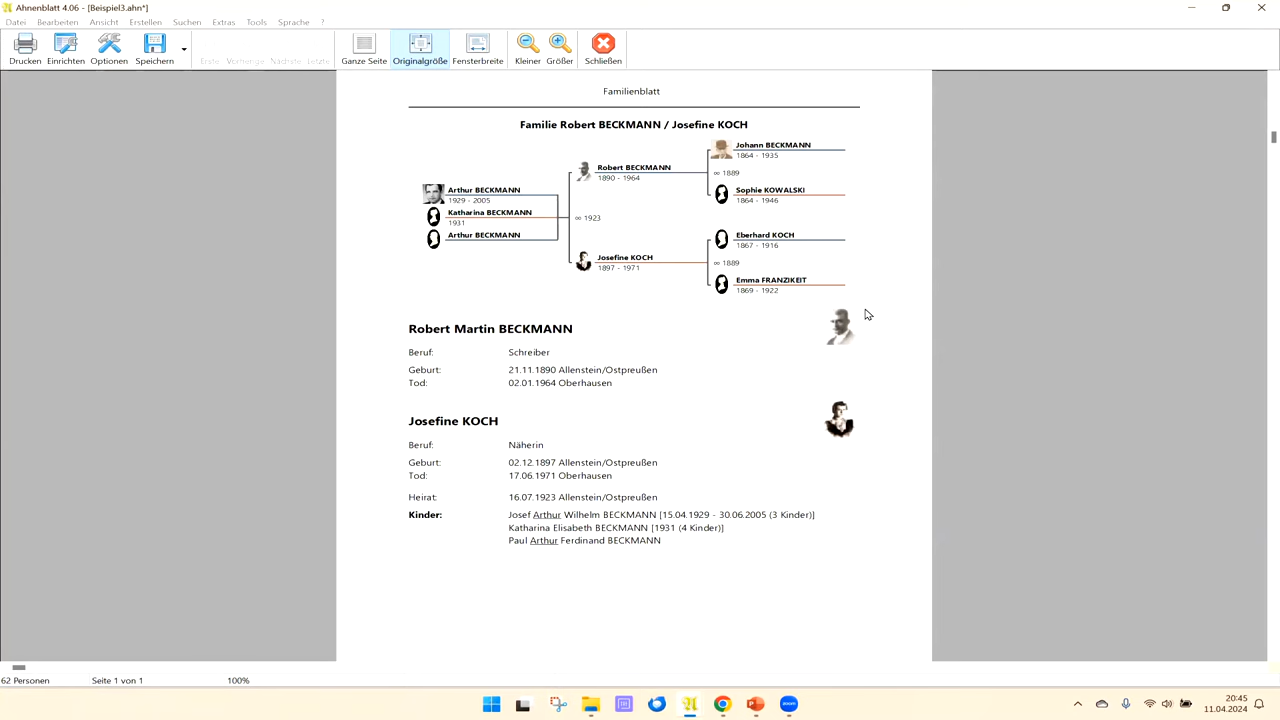 Ahnenblatt 4.06 - [Beispiel3.ahn*]
Datei Bearbeiten Ansicht Erstellen Suchen Extras Tools Sprache ?
Drucken Einrichten Optionen Speichern Erste Vorherige Nächste Letzte Ganze Seite Originalgröße Fensterbreite Kleiner Größer Schließen
Familienblatt
Familie Robert BECKMANN / Josefine KOCH
Johann BECKMANN
1864 - 1935
Robert BECKMANN
1890 - 1964
∞ 1889
Arthur BECKMANN
1929 - 2005
Sophie KOWALSKI
1864 - 1946
Katharina BECKMANN
1931
∞ 1923
Arthur BECKMANN
Eberhard KOCH
1867 - 1916
Josefine KOCH
1897 - 1971
∞ 1889
Emma FRANZIKEIT
1869 - 1922
Robert Martin BECKMANN
Beruf: Schreiber
Geburt: 21.11.1890 Allenstein/Ostpreußen
Tod: 02.01.1964 Oberhausen
Josefine KOCH
Beruf: Näherin
Geburt: 02.12.1897 Allenstein/Ostpreußen
Tod: 17.06.1971 Oberhausen
Heirat: 16.07.1923 Allenstein/Ostpreußen
Kinder: Josef Arthur Wilhelm BECKMANN [15.04.1929 - 30.06.2005 (3 Kinder)]
Katharina Elisabeth BECKMANN [1931 (4 Kinder)]
Paul Arthur Ferdinand BECKMANN
62 Personen Seite 1 von 1 100%
zoom
20:45
11.04.2024